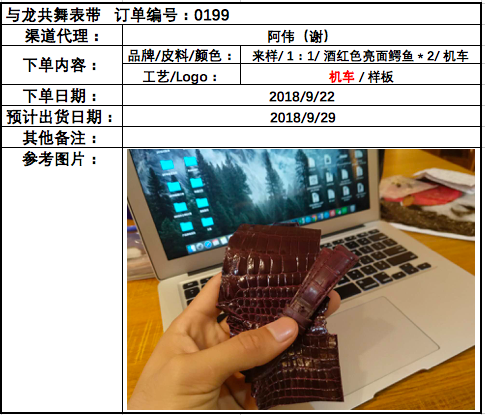 与龙共舞表带 订单编号：0199
渠道代理： 阿伟（谢）
下单内容： 品牌/皮料/颜色： 来样/ 1：1/ 酒红色亮面鳄鱼＊2/ 机车
工艺/Logo： 机车 / 样板
下单日期： 2018/9/22
预计出货日期： 2018/9/29
其他备注：
参考图片：